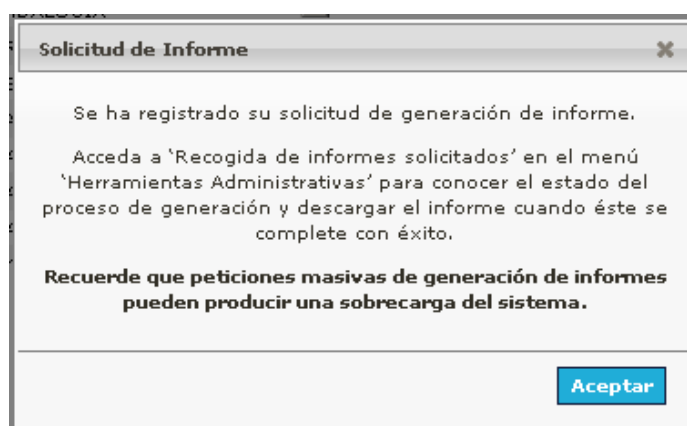 Solicitud de Informe
Se ha registrado su solicitud de generación de informe.
Acceda a 'Recogida de informes solicitados' en el menú
'Herramientas Administrativas' para conocer el estado del
proceso de generación y descargar el informe cuando éste se
complete con éxito.
Recuerde que peticiones masivas de generación de informes
pueden producir una sobrecarga del sistema.
Aceptar